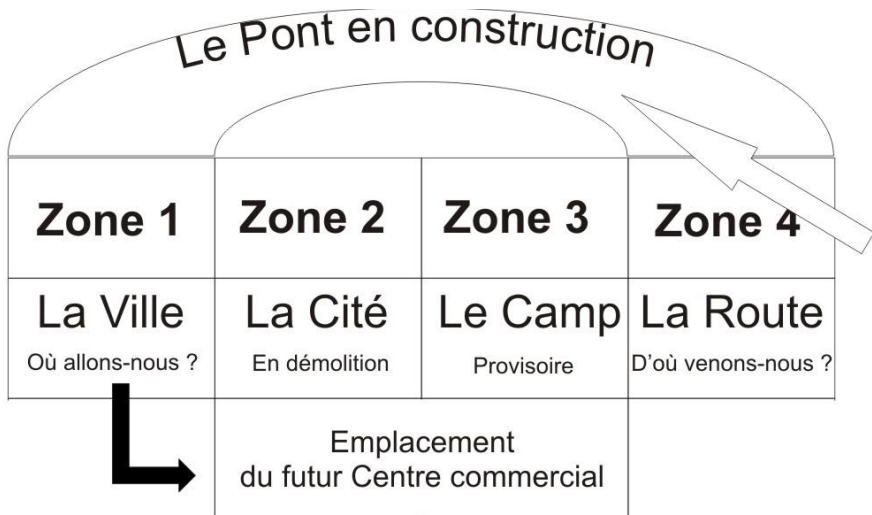 Le Pont en construction
Zone 1
Zone 2
Zone 3
Zone 4
La Ville
La Cité
Le Camp
La Route
Où allons-nous ?
En démolition
Provisoire
D'où venons-nous ?
Emplacement
du futur Centre commercial